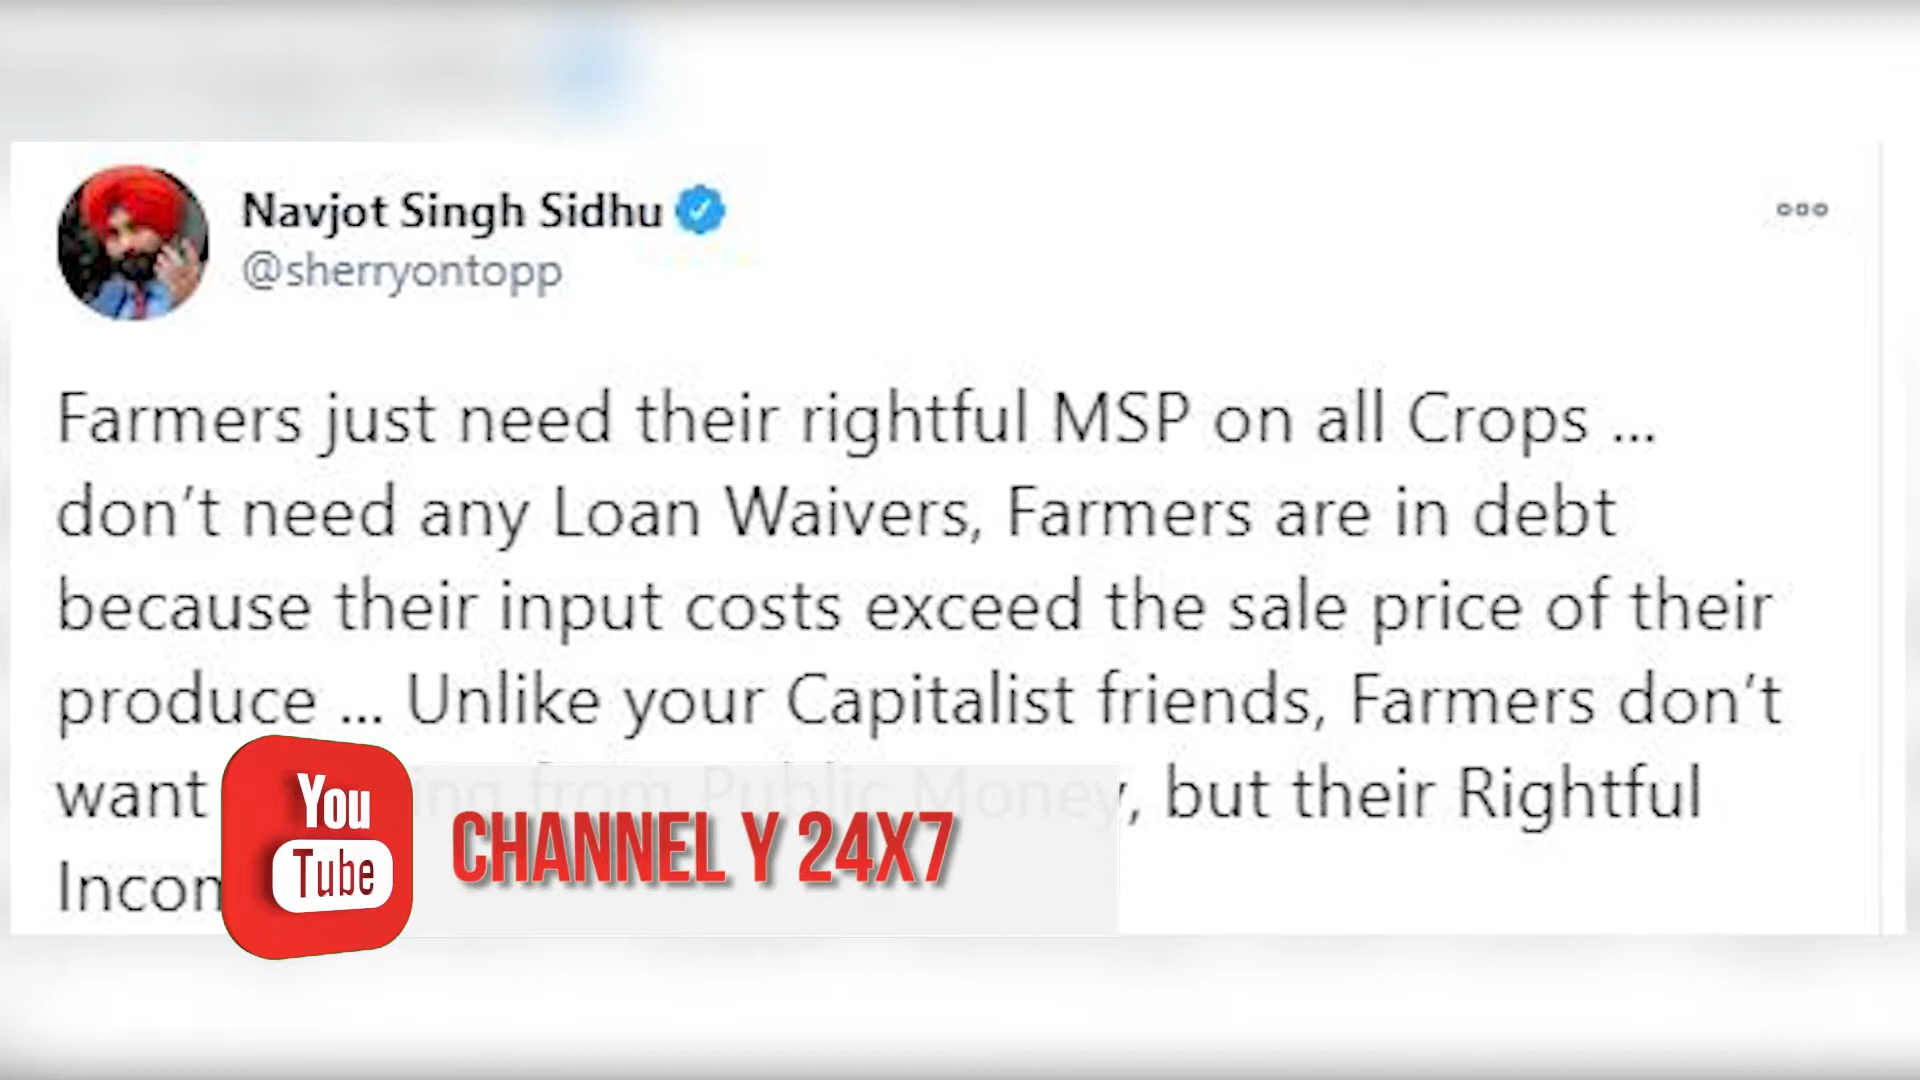 Navjot Singh Sidhu
@sherryontopp
Farmers just need their rightful MSP on all Crops ...
don't need any Loan Waivers, Farmers are in debt
because their input costs exceed the sale price of their
produce ... Unlike your Capitalist friends, Farmers don't
want from Public Money, but their Rightful
You
Tube
CHANNEL Y 24X7